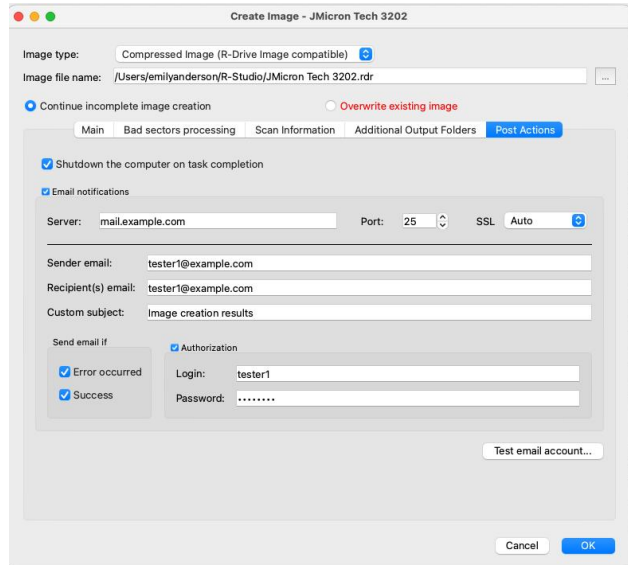 Create Image - JMicron Tech 3202
Image type: Compressed Image (R-Drive Image compatible)
Image file name: /Users/emilyanderson/R-Studio/JMicron Tech 3202.rdr ...
Continue incomplete image creation Overwrite existing image
Main Bad sectors processing Scan Information Additional Output Folders Post Actions
Shutdown the computer on task completion
Email notifications
Server: mail.example.com Port: 25 SSL Auto
Sender email: tester1@example.com
Recipient(s) email: tester1@example.com
Custom subject: Image creation results
Send email if Authorization
Error occurred Login: tester1
Success Password: ••••••••
Test email account...
Cancel OK